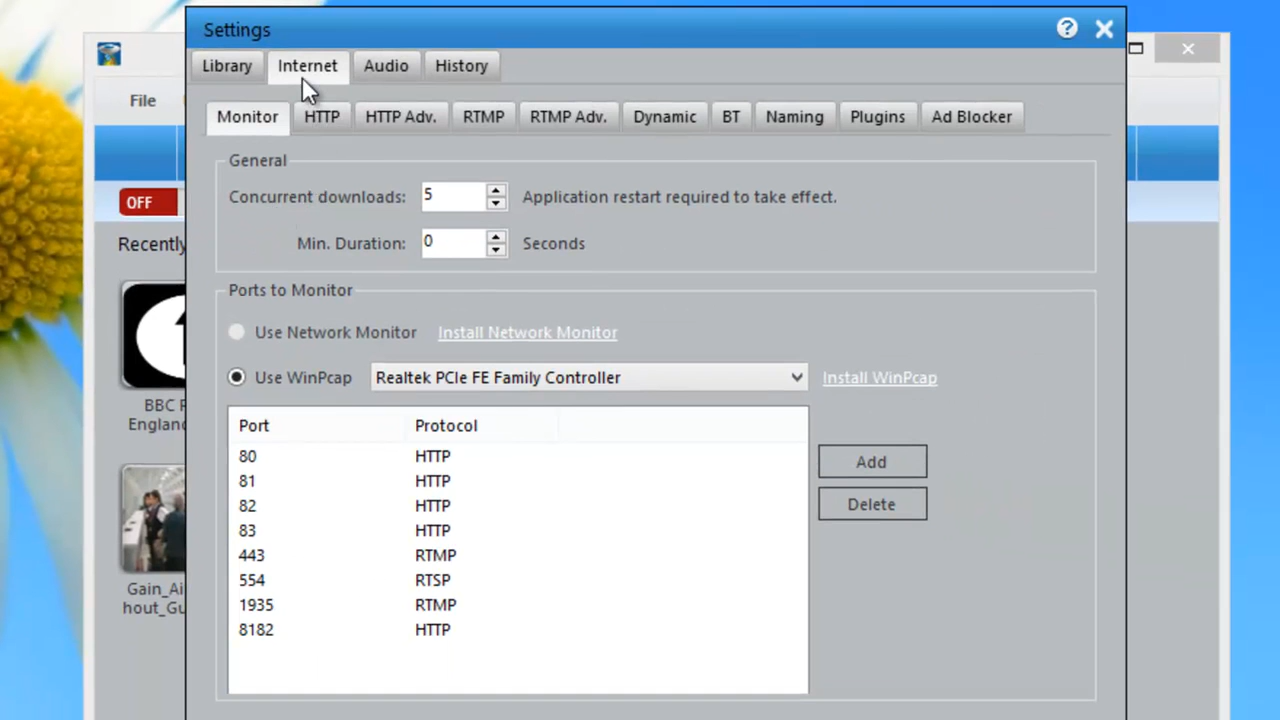 Settings
Library Internet Audio History
File
Monitor HTTP HTTP Adv. RTMP RTMP Adv. Dynamic BT Naming Plugins Ad Blocker
General
Concurrent downloads: 5 Application restart required to take effect.
OFF
Min. Duration: 0 Seconds
Recently
Ports to Monitor
Use Network Monitor Install Network Monitor
Use WinPcap Realtek PCIe FE Family Controller Install WinPcap
Port Protocol
80 HTTP
81 HTTP
82 HTTP
83 HTTP
443 RTMP
554 RTSP
1935 RTMP
8182 HTTP
Add
Delete
BBC
England
Gain_Ai
hout_Gu